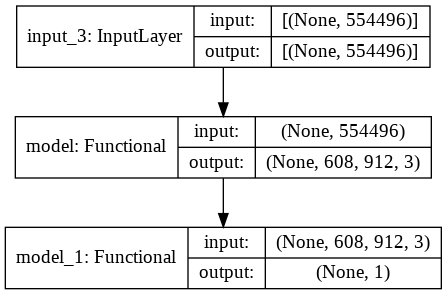 input_3: InputLayer
input: [(None, 554496)]
output: [(None, 554496)]
model: Functional
input: (None, 554496)
output: (None, 608, 912, 3)
model_1: Functional
input: (None, 608, 912, 3)
output: (None, 1)